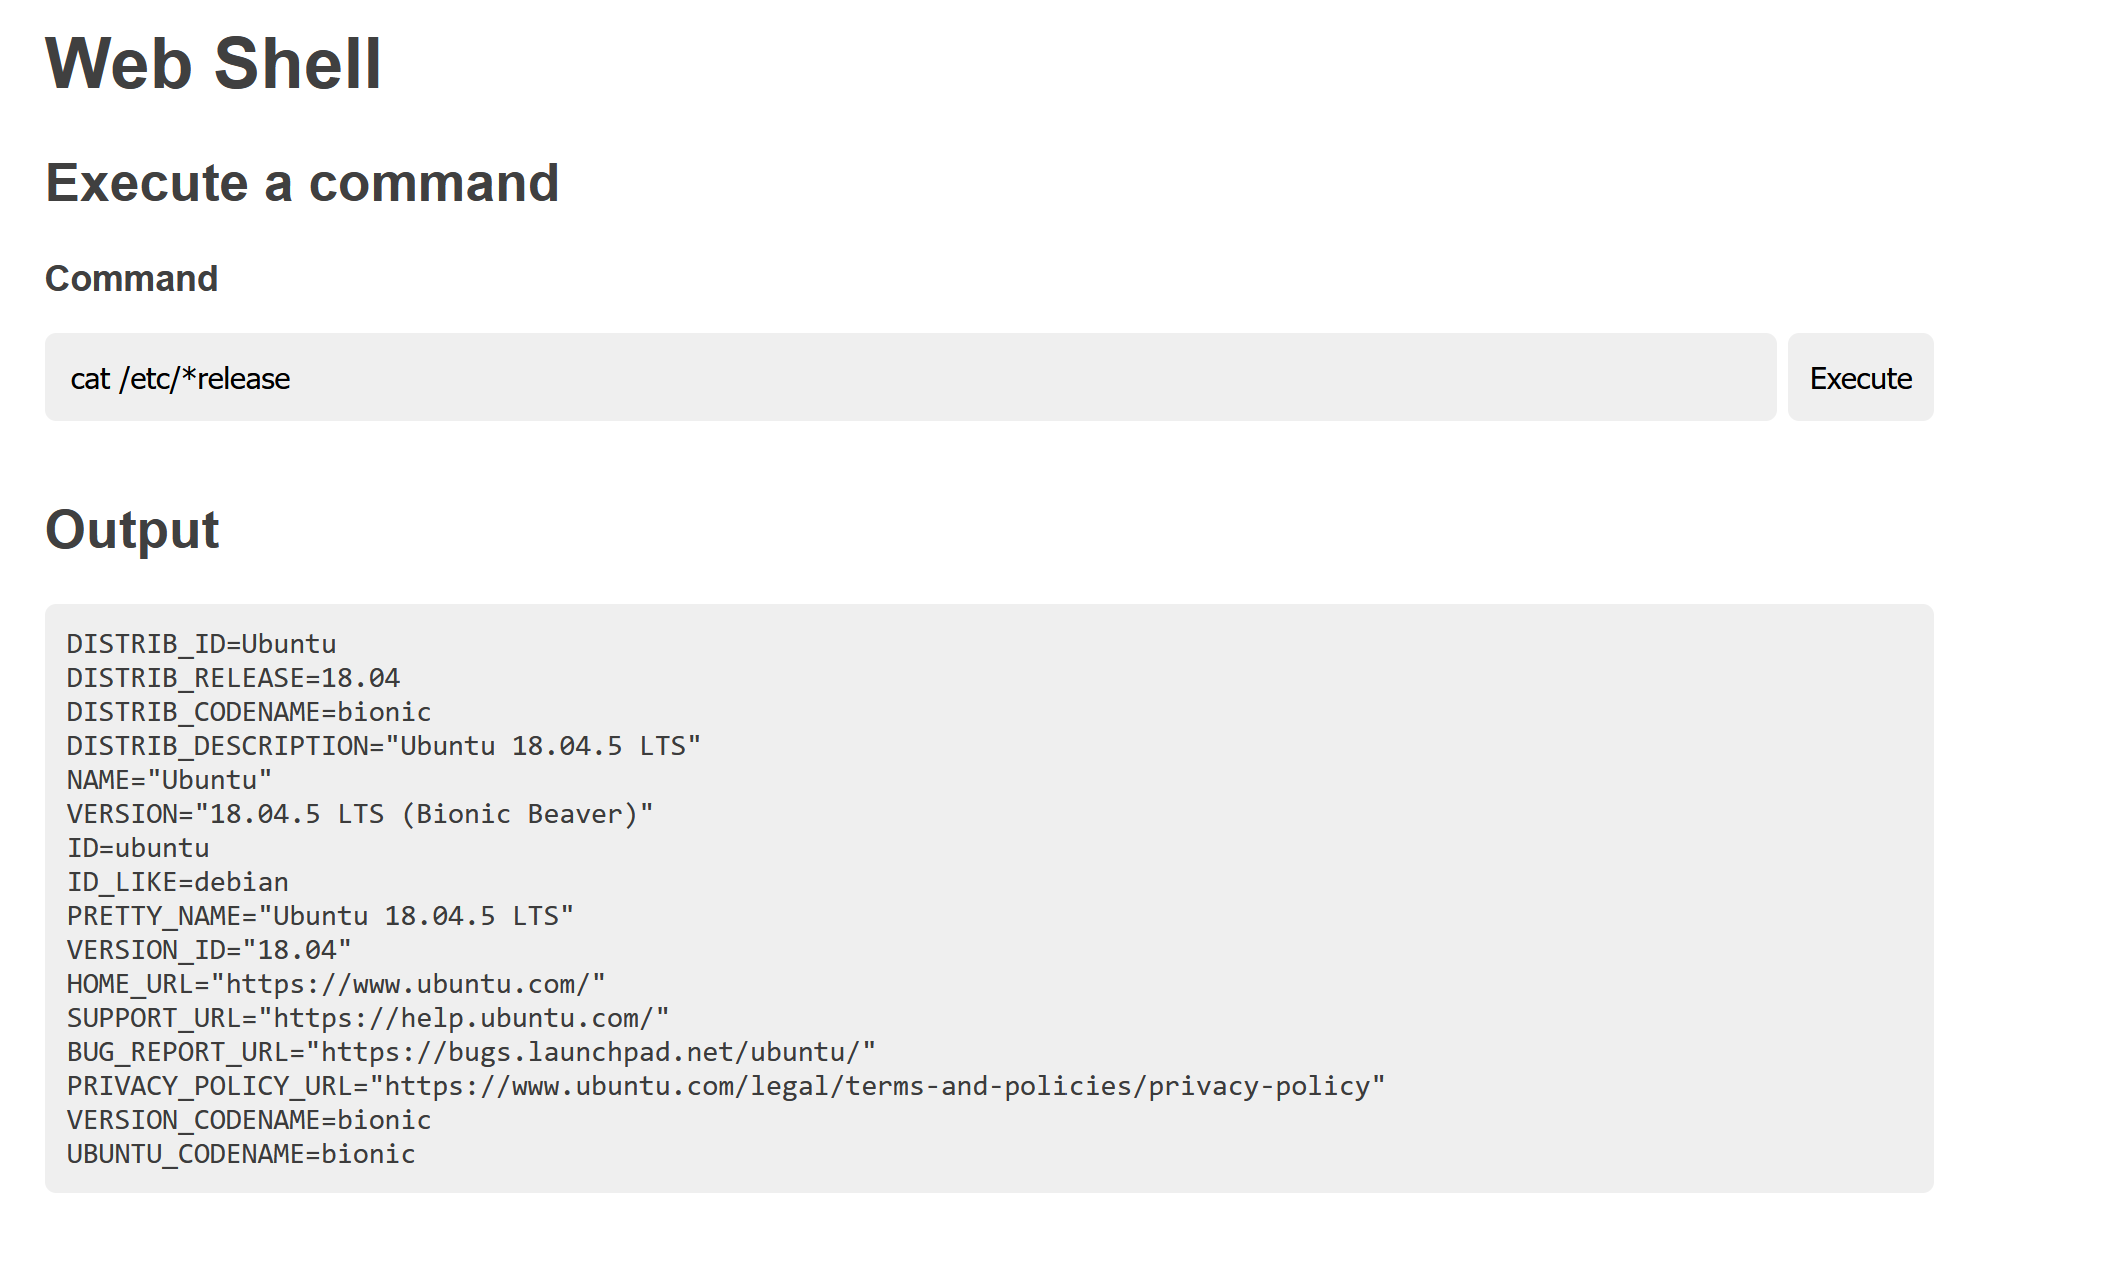 Web Shell
Execute a command
Command
cat /etc/*release
Execute
Output
DISTRIB_ID=Ubuntu
DISTRIB_RELEASE=18.04
DISTRIB_CODENAME=bionic
DISTRIB_DESCRIPTION="Ubuntu 18.04.5 LTS"
NAME="Ubuntu"
VERSION="18.04.5 LTS (Bionic Beaver)"
ID=ubuntu
ID_LIKE=debian
PRETTY_NAME="Ubuntu 18.04.5 LTS"
VERSION_ID="18.04"
HOME_URL="https://www.ubuntu.com/"
SUPPORT_URL="https://help.ubuntu.com/"
BUG_REPORT_URL="https://bugs.launchpad.net/ubuntu/"
PRIVACY_POLICY_URL="https://www.ubuntu.com/legal/terms-and-policies/privacy-policy"
VERSION_CODENAME=bionic
UBUNTU_CODENAME=bionic